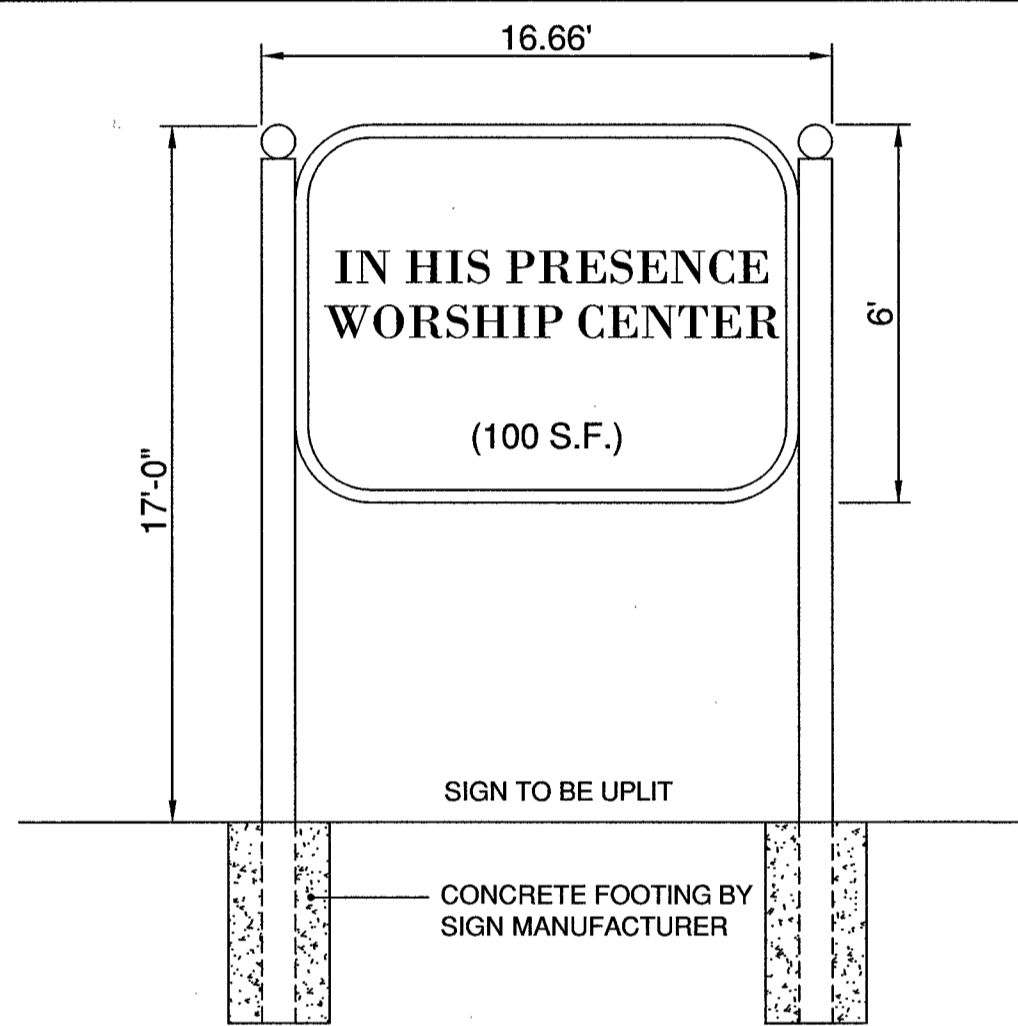 16.66'
IN HIS PRESENCE
WORSHIP CENTER
6'
(100 S.F.)
17'-0"
SIGN TO BE UPLIT
CONCRETE FOOTING BY
SIGN MANUFACTURER